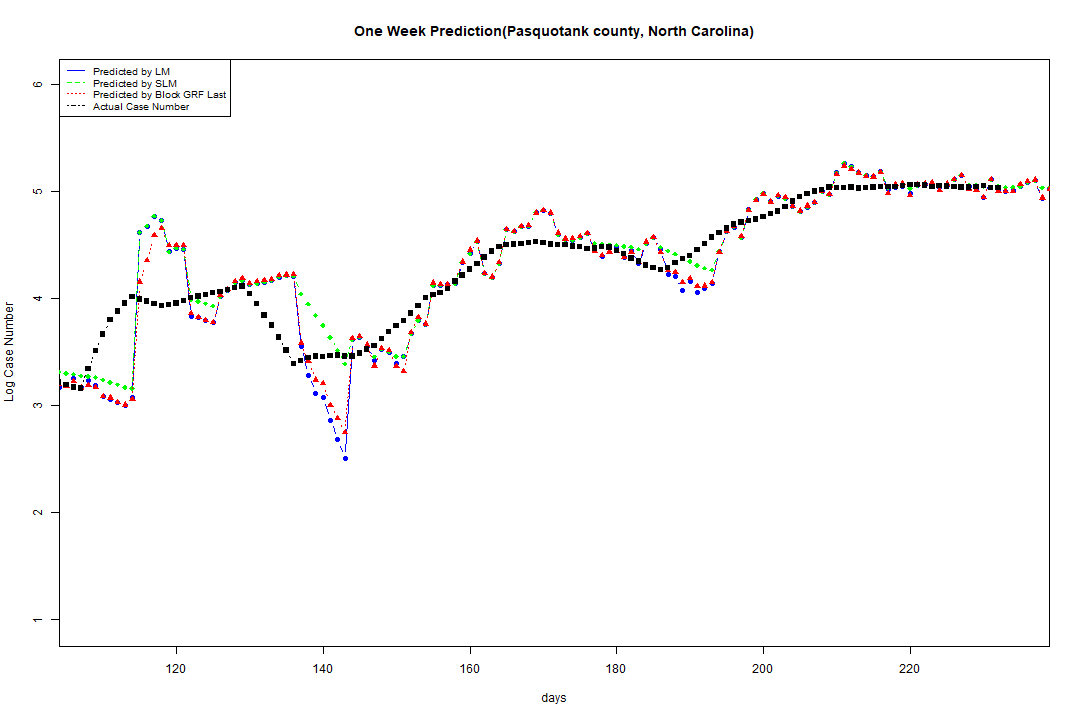 One Week Prediction(Pasquotank county, North Carolina)
Predicted by LM
Predicted by SLM
Predicted by Block GRF Last
Actual Case Number
6
5
4
3
2
1
Log Case Number
120 140 160 180 200 220
days